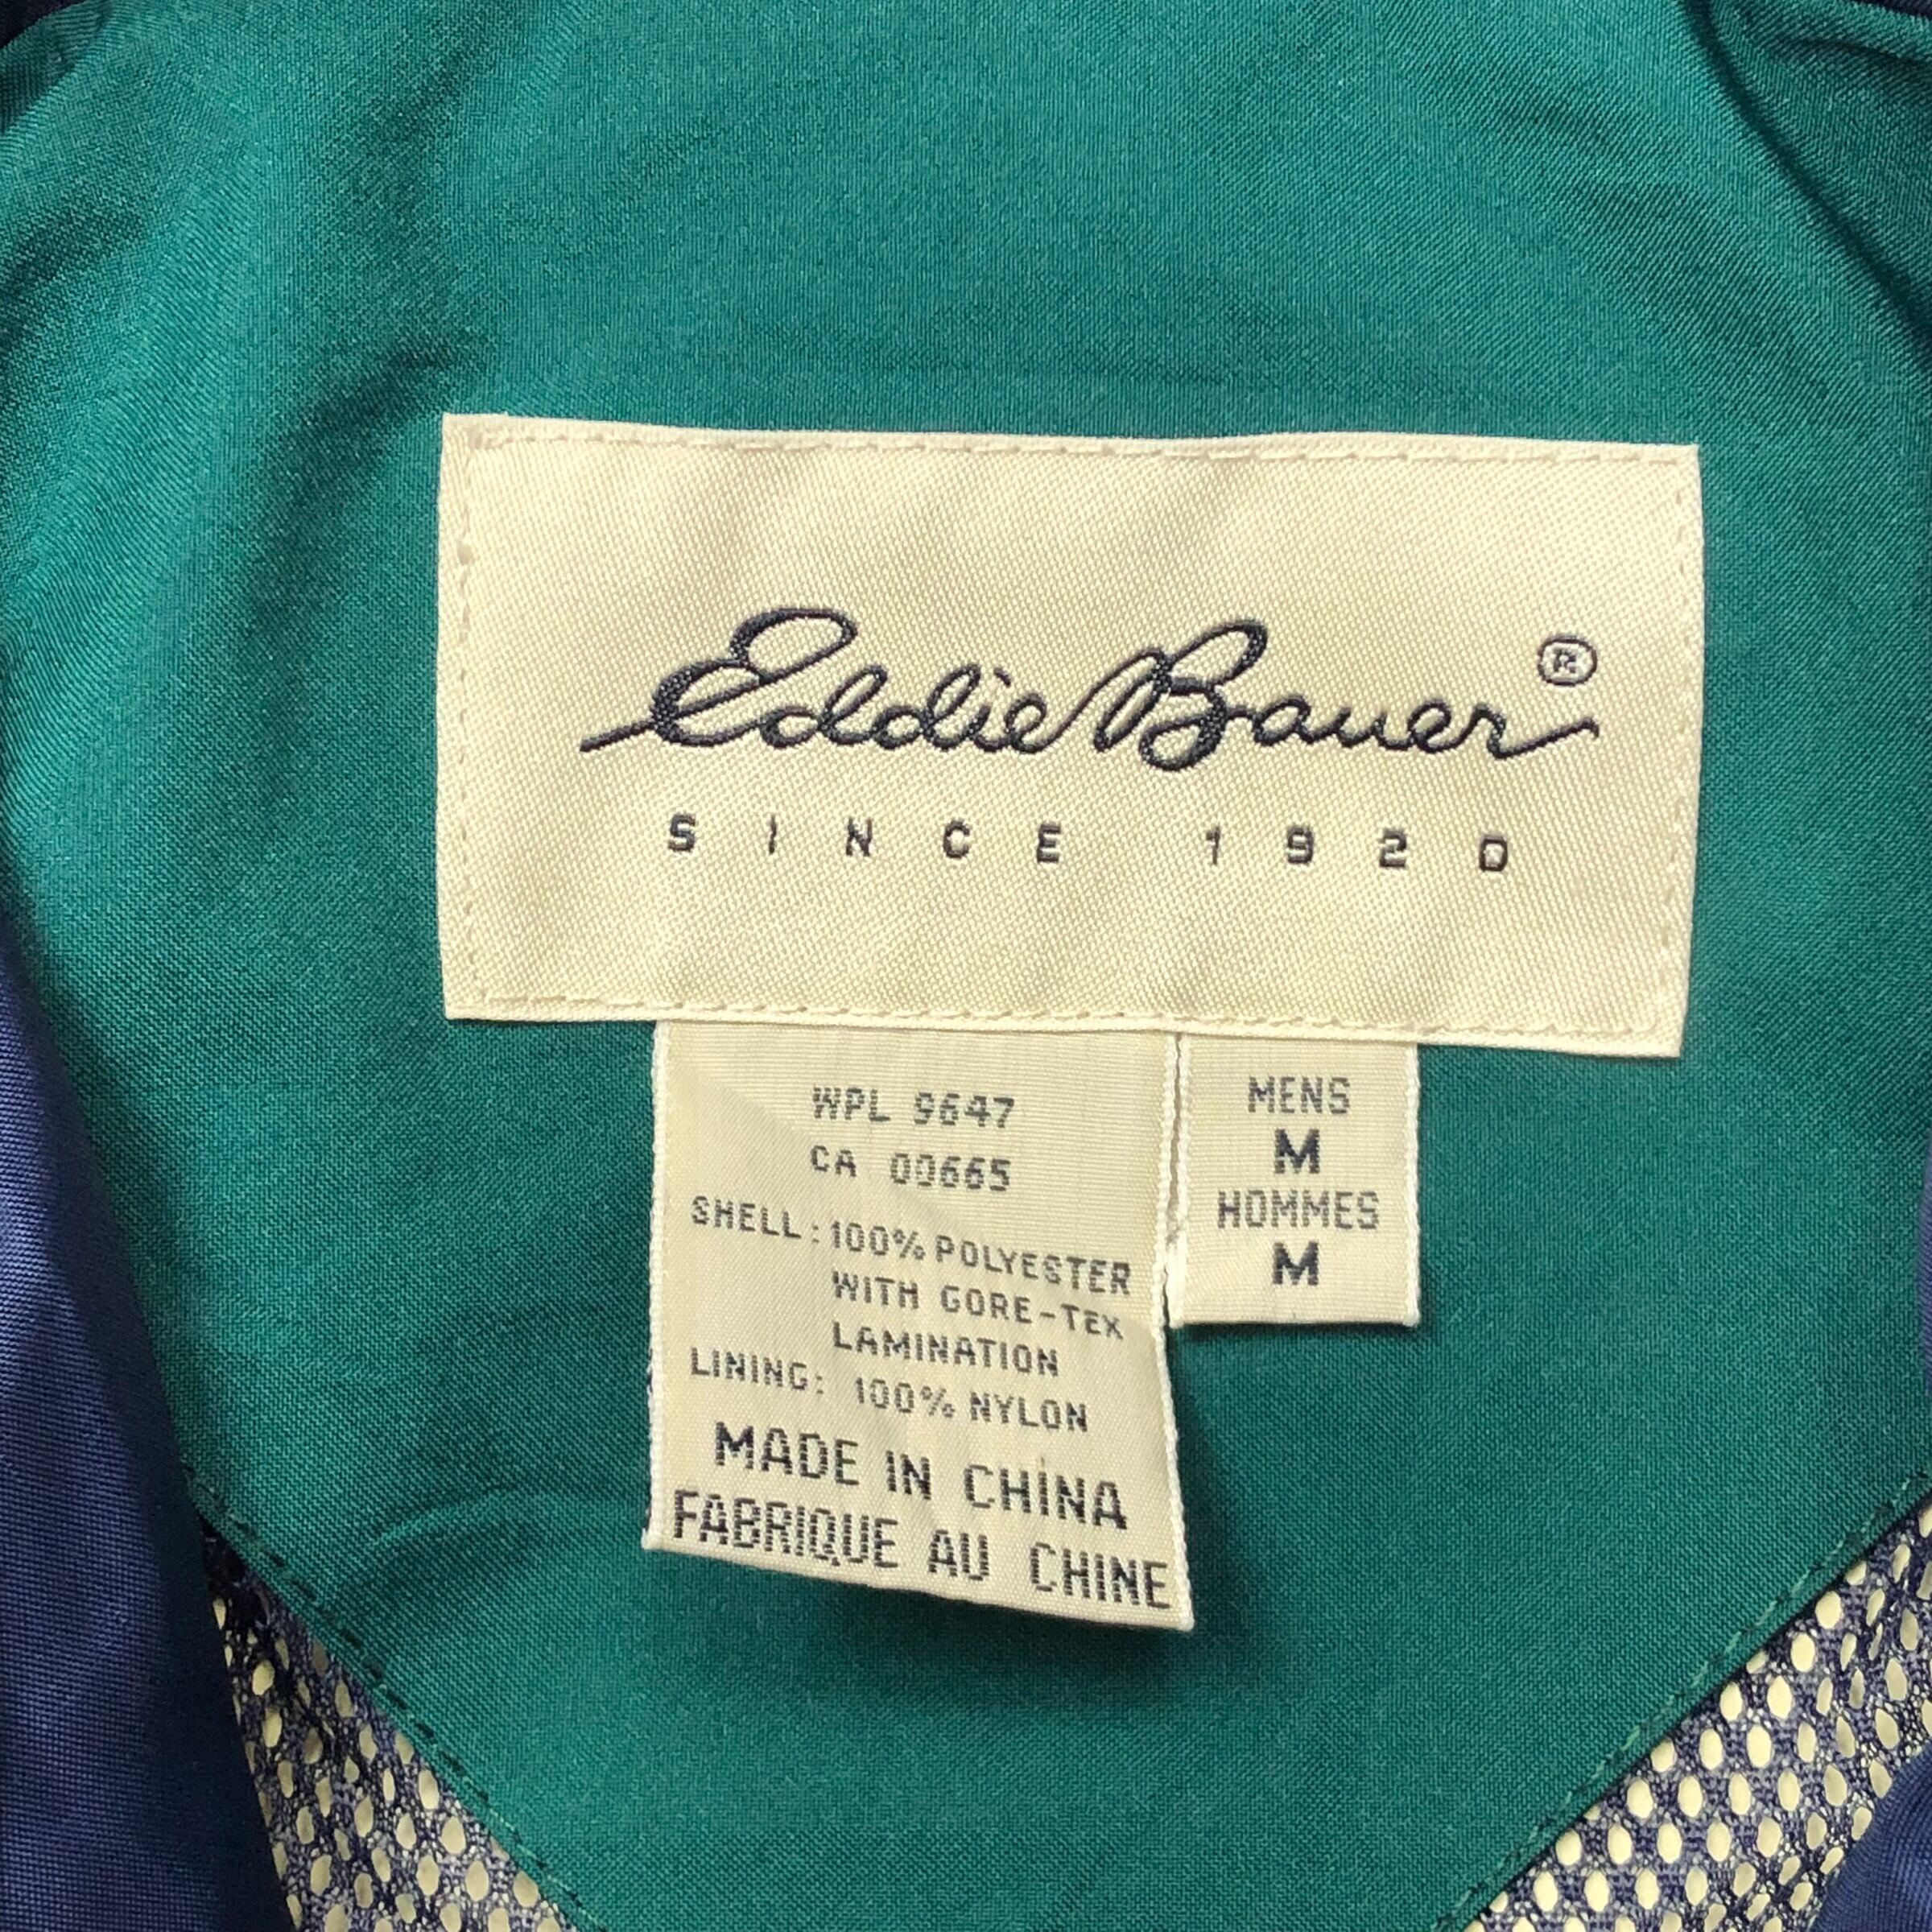 Eddie Bauer ®
SINCE 1920
WPL 9647
CA 00665
SHELL: 100% POLYESTER
WITH GORE-TEX
LAMINATION
LINING: 100% NYLON
MADE IN CHINA
FABRIQUE AU CHINE
MENS
M
HOMMES
M